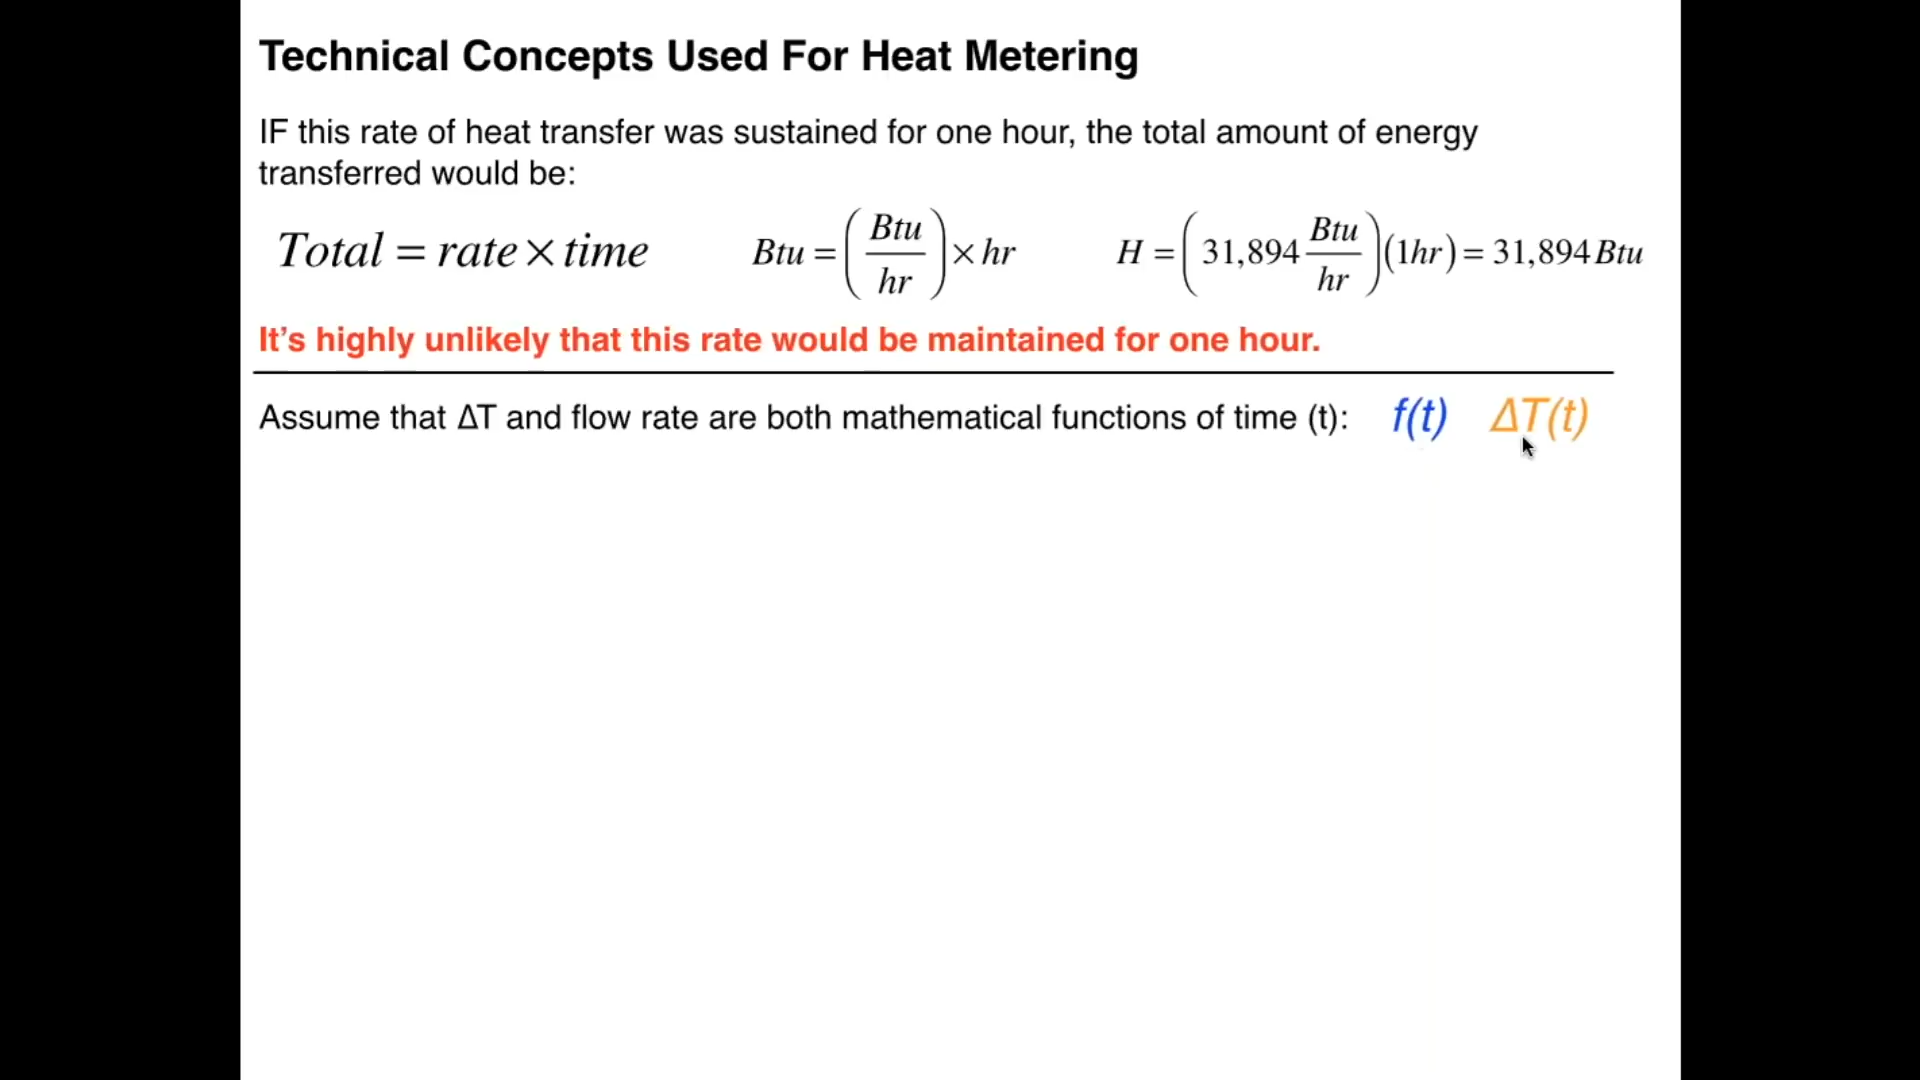 Technical Concepts Used For Heat Metering
IF this rate of heat transfer was sustained for one hour, the total amount of energy
transferred would be:
Total = rate × time    Btu = (Btu/hr) × hr    H = (31,894 Btu/hr)(1hr) = 31,894 Btu
It's highly unlikely that this rate would be maintained for one hour.
Assume that ΔT and flow rate are both mathematical functions of time (t):    f(t)    ΔT(t)